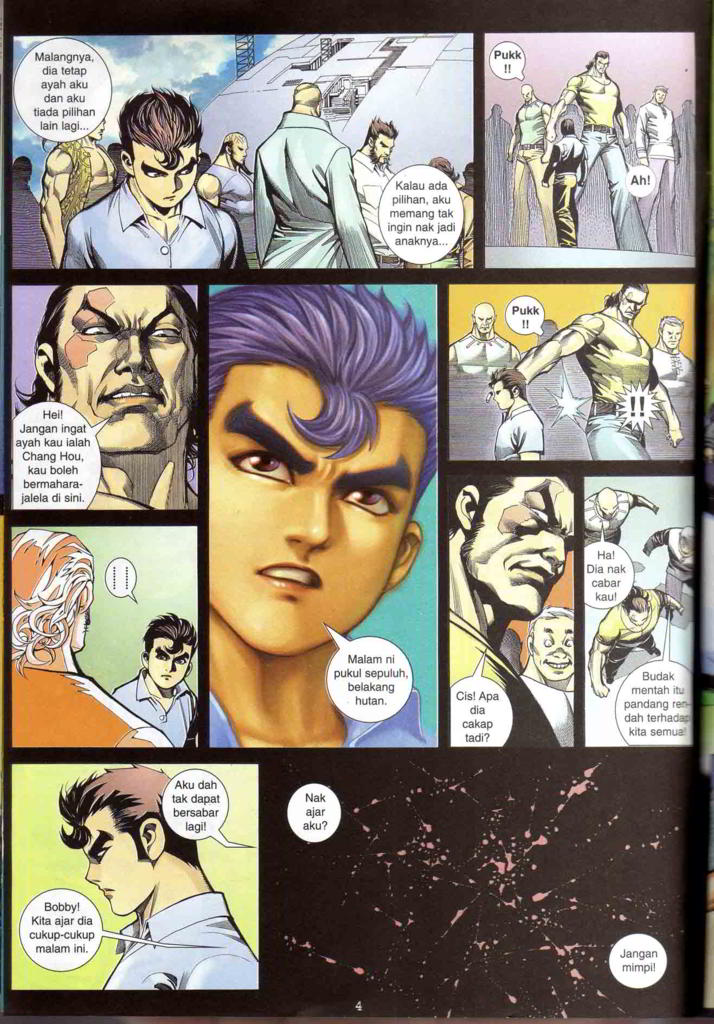 Malangnya,
dia tetap
ayah aku
dan aku
tiada pilihan
lain lagi...
Kalau ada
pilihan, aku
memang tak
ingin nak jadi
anaknya...
Pukk
!!
Ah!
Hei!
Jangan ingat
ayah kau ialah
Chang Hou,
kau boleh
bermahara-
jalela di sini.
Malam ni
pukul sepuluh,
belakang
hutan.
Pukk
!!
!!
Cis! Apa
dia
cakap
tadi?
Ha!
Dia nak
cabar
kau!
Budak
mentah itu
pandang ren-
dah terhadap
kita semua!
Aku dah
tak dapat
bersabar
lagi!
Bobby!
Kita ajar dia
cukup-cukup
malam ini.
Nak
ajar
aku?
Jangan
mimpi!
4